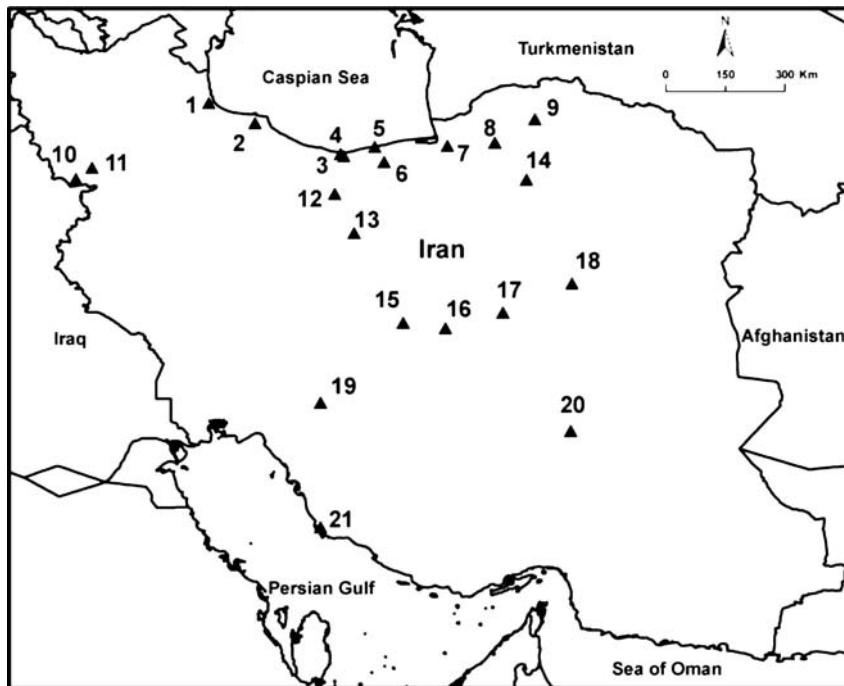 N
Turkmenistan
Caspian Sea
0 150 300 Km
1
2
4
3
5
6
7
8
9
10
11
12
13
14
Iran
15
16
17
18
Iraq
Afghanistan
19
20
21
Persian Gulf
Sea of Oman